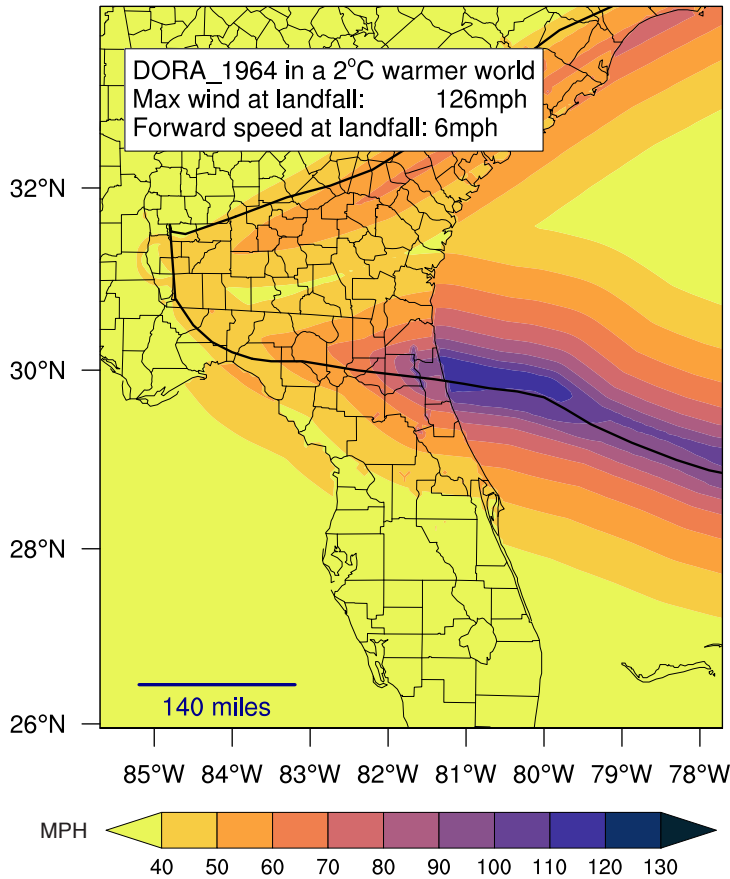 DORA_1964 in a 2°C warmer world
Max wind at landfall: 126mph
Forward speed at landfall: 6mph
32°N
30°N
28°N
26°N
140 miles
85°W 84°W 83°W 82°W 81°W 80°W 79°W 78°W
MPH
40 50 60 70 80 90 100 110 120 130